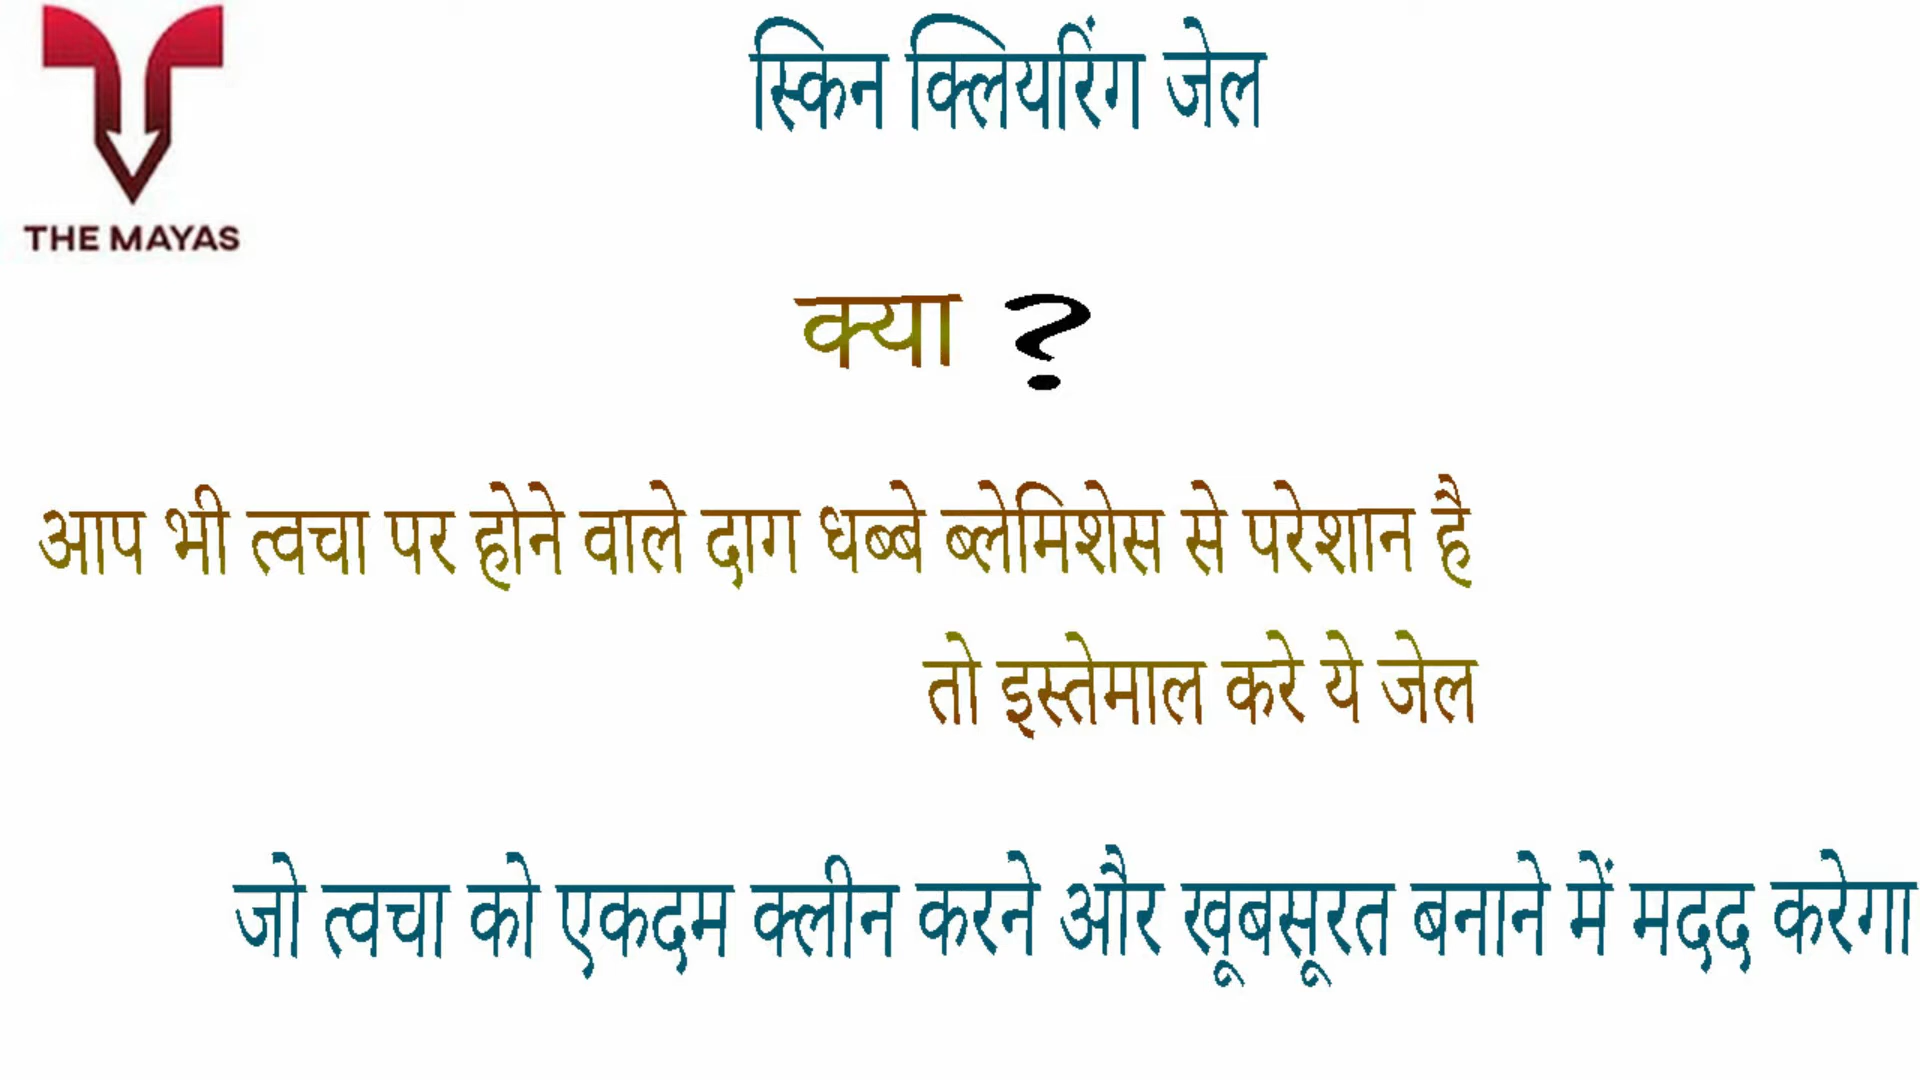 THE MAYAS
स्किन क्लियरिंग जेल
क्या ?
आप भी त्वचा पर होने वाले दाग धब्बे ब्लेमिशेस से परेशान है
तो इस्तेमाल करे ये जेल
जो त्वचा को एकदम क्लीन करने और खूबसूरत बनाने में मदद करेगा